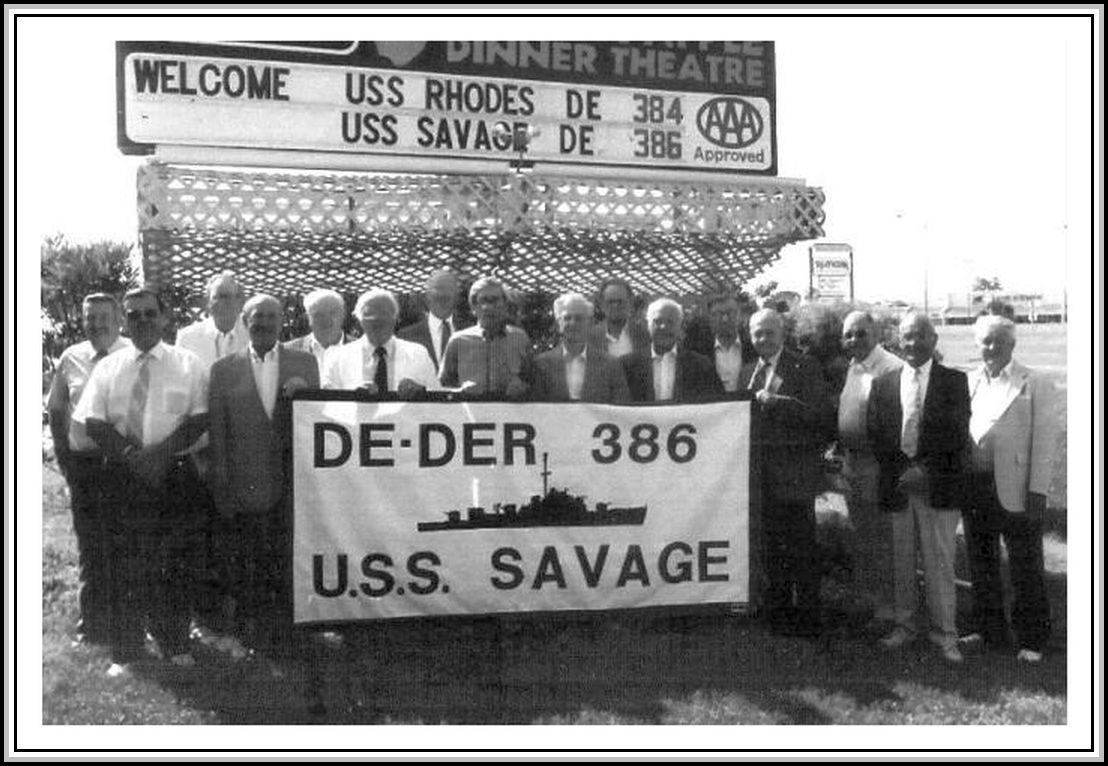 DINNER THEATRE
WELCOME USS RHODES DE 384
USS SAVAGE DE 386
AAA
Approved
DE-DER 386
U.S.S. SAVAGE